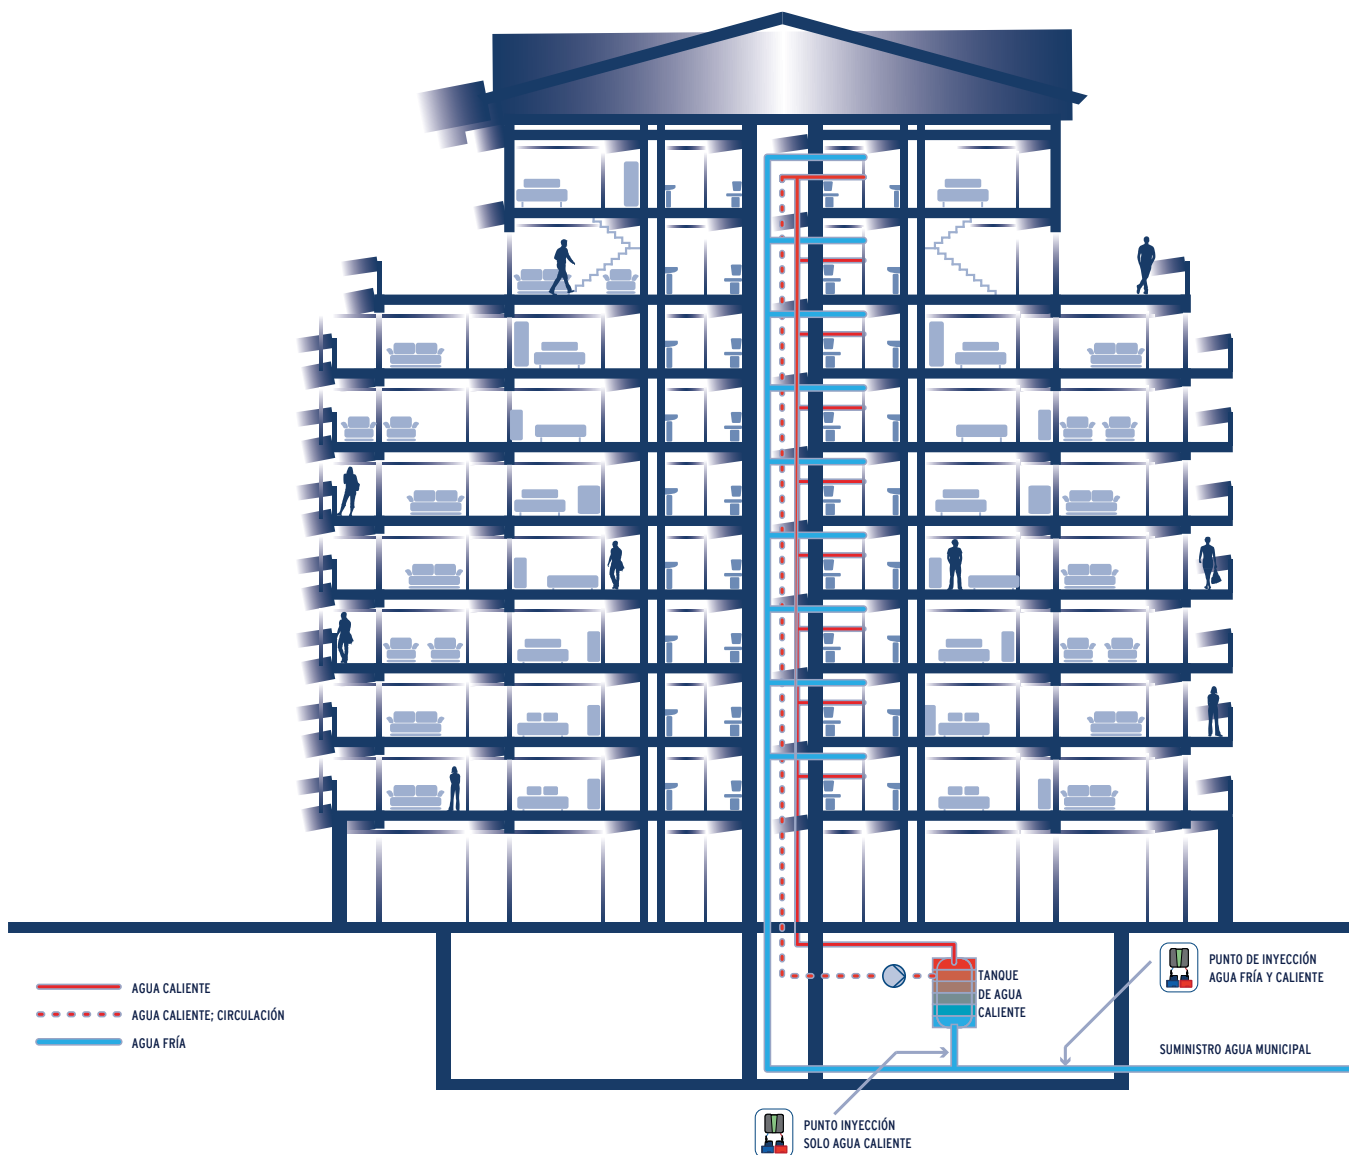 AGUA CALIENTE
AGUA CALIENTE; CIRCULACIÓN
AGUA FRÍA
TANQUE
DE AGUA
CALIENTE
PUNTO DE INYECCIÓN
AGUA FRÍA Y CALIENTE
SUMINISTRO AGUA MUNICIPAL
PUNTO INYECCIÓN
SOLO AGUA CALIENTE